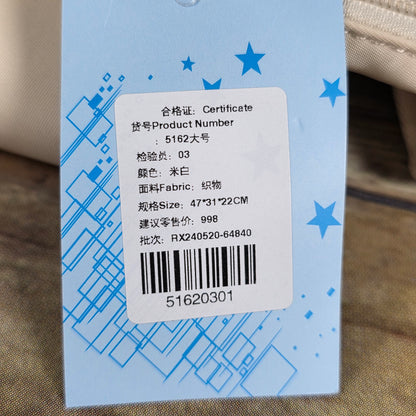 合格证：Certificate
货号Product Number
：5162大号
检验员：03
颜色：米白
面料Fabric：织物
规格Size：47*31*22CM
建议零售价：998
批次：RX240520-64840
51620301